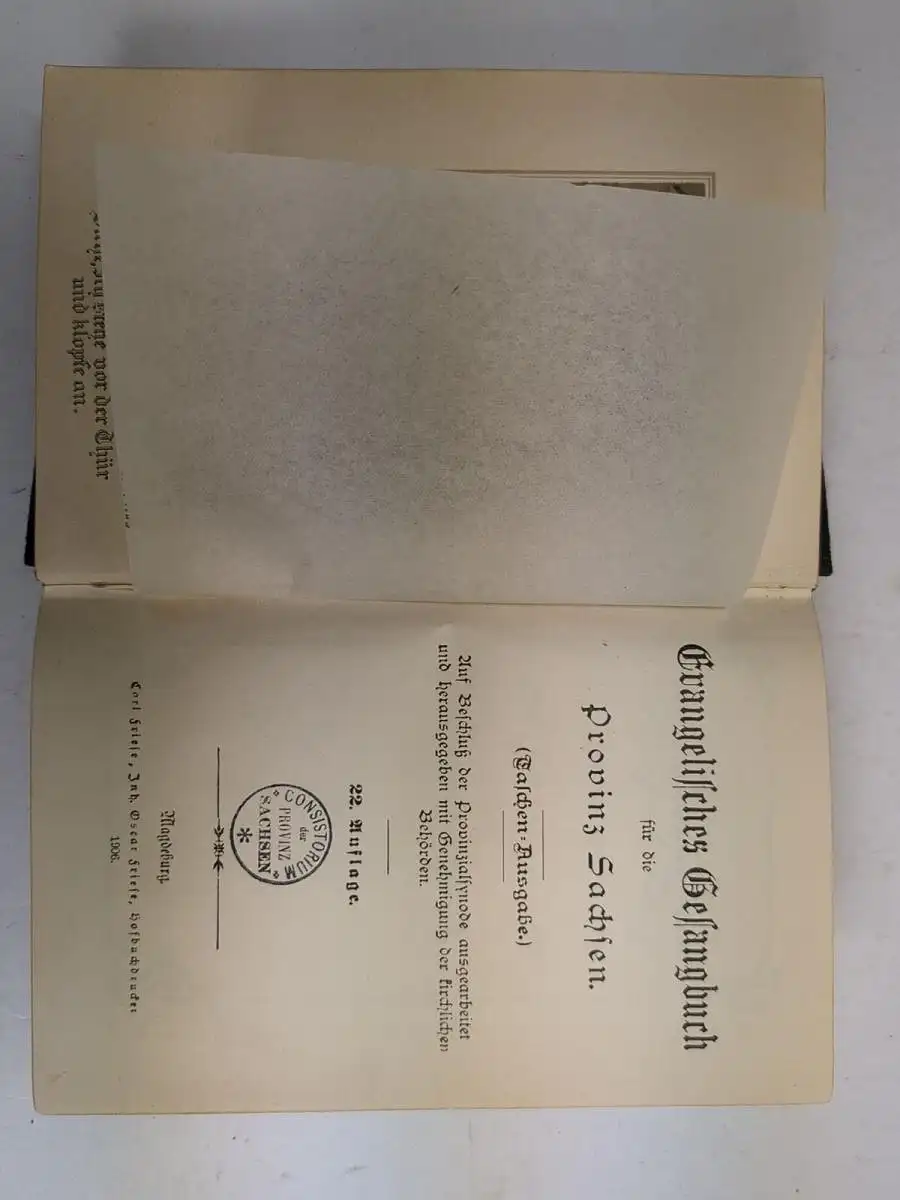 vor der Thür
und klopfe an.
Evangelisches Gesangbuch
für die
Provinz Sachsen.
(Taschen-Ausgabe.)
Auf Beschluß der Provinzialsynode ausgearbeitet
und herausgegeben mit Genehmigung der kirchlichen
Behörden.
22. Auflage.
CONSISTORIUM
der
PROVINZ
SACHSEN
Magdeburg.
Carl Friese, Inh. Oscar Friese, Hofbuchdrucker
1906.